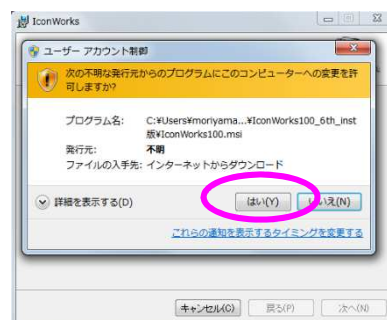 IconWorks
ユーザー アカウント制御
次の不明な発行元からのプログラムにこのコンピューターへの変更を許
可しますか?
プログラム名: C:¥Users¥moriyama...¥IconWorks100_6th_inst
版¥IconWorks100.msi
発行元: 不明
ファイルの入手先: インターネットからダウンロード
詳細を表示する(D) はい(Y) いいえ(N)
これらの通知を表示するタイミングを変更する
キャンセル(C) 戻る(P) 次へ(N)